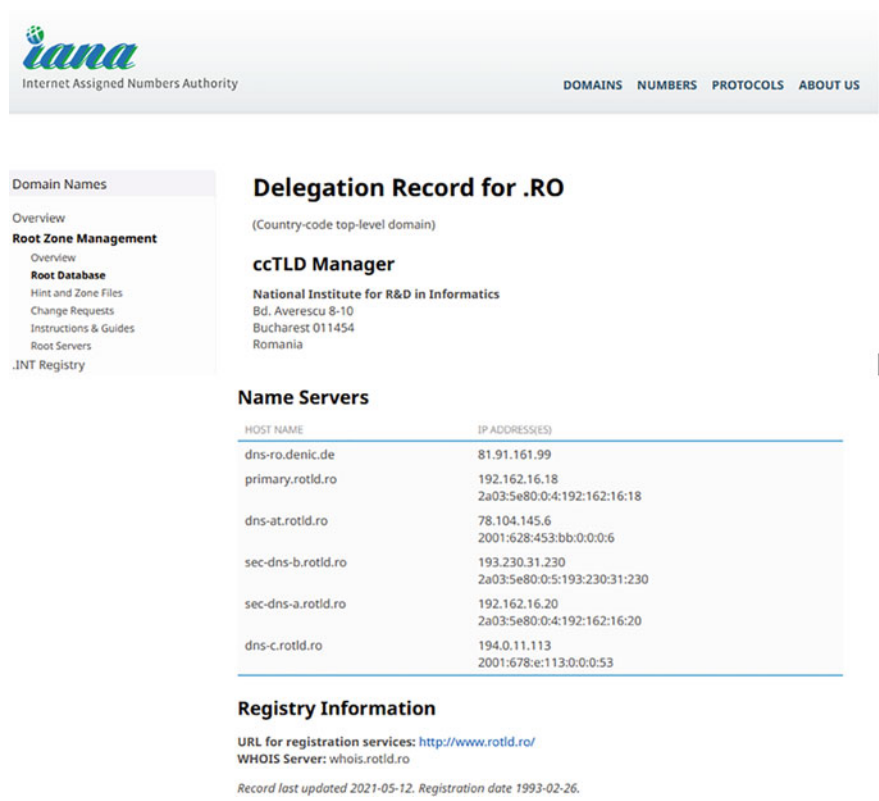 iana
Internet Assigned Numbers Authority
DOMAINS NUMBERS PROTOCOLS ABOUT US
Domain Names
Overview
Root Zone Management
Overview
Root Database
Hint and Zone Files
Change Requests
Instructions & Guides
Root Servers
.INT Registry
Delegation Record for .RO
(Country-code top-level domain)
ccTLD Manager
National Institute for R&D in Informatics
Bd. Averescu 8-10
Bucharest 011454
Romania
Name Servers
HOST NAME IP ADDRESS(ES)
dns-ro.denic.de 81.91.161.99
primary.rotld.ro 192.162.16.18
2a03:5e80:0:4:192:162:16:18
dns-at.rotld.ro 78.104.145.6
2001:628:453:bb:0:0:0:6
sec-dns-b.rotld.ro 193.230.31.230
2a03:5e80:0:5:193:230:31:230
sec-dns-a.rotld.ro 192.162.16.20
2a03:5e80:0:4:192:162:16:20
dns-c.rotld.ro 194.0.11.113
2001:678:e:113:0:0:0:53
Registry Information
URL for registration services: http://www.rotld.ro/
WHOIS Server: whois.rotld.ro
Record last updated 2021-05-12. Registration date 1993-02-26.